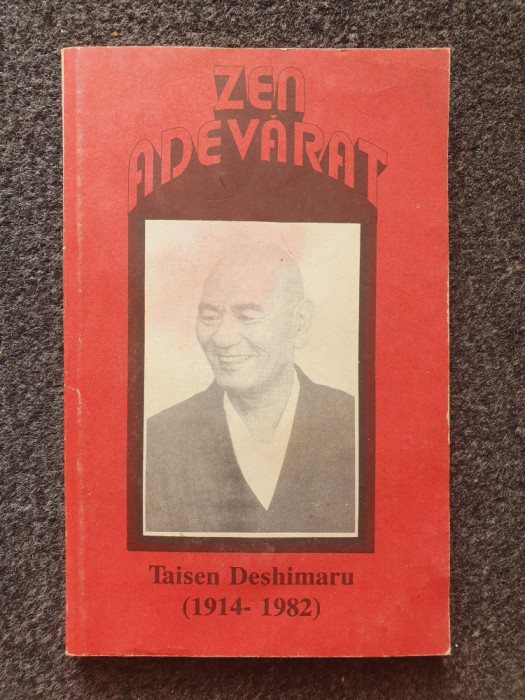 ZEN
ADEVĂRAT
Taisen Deshimaru
(1914- 1982)